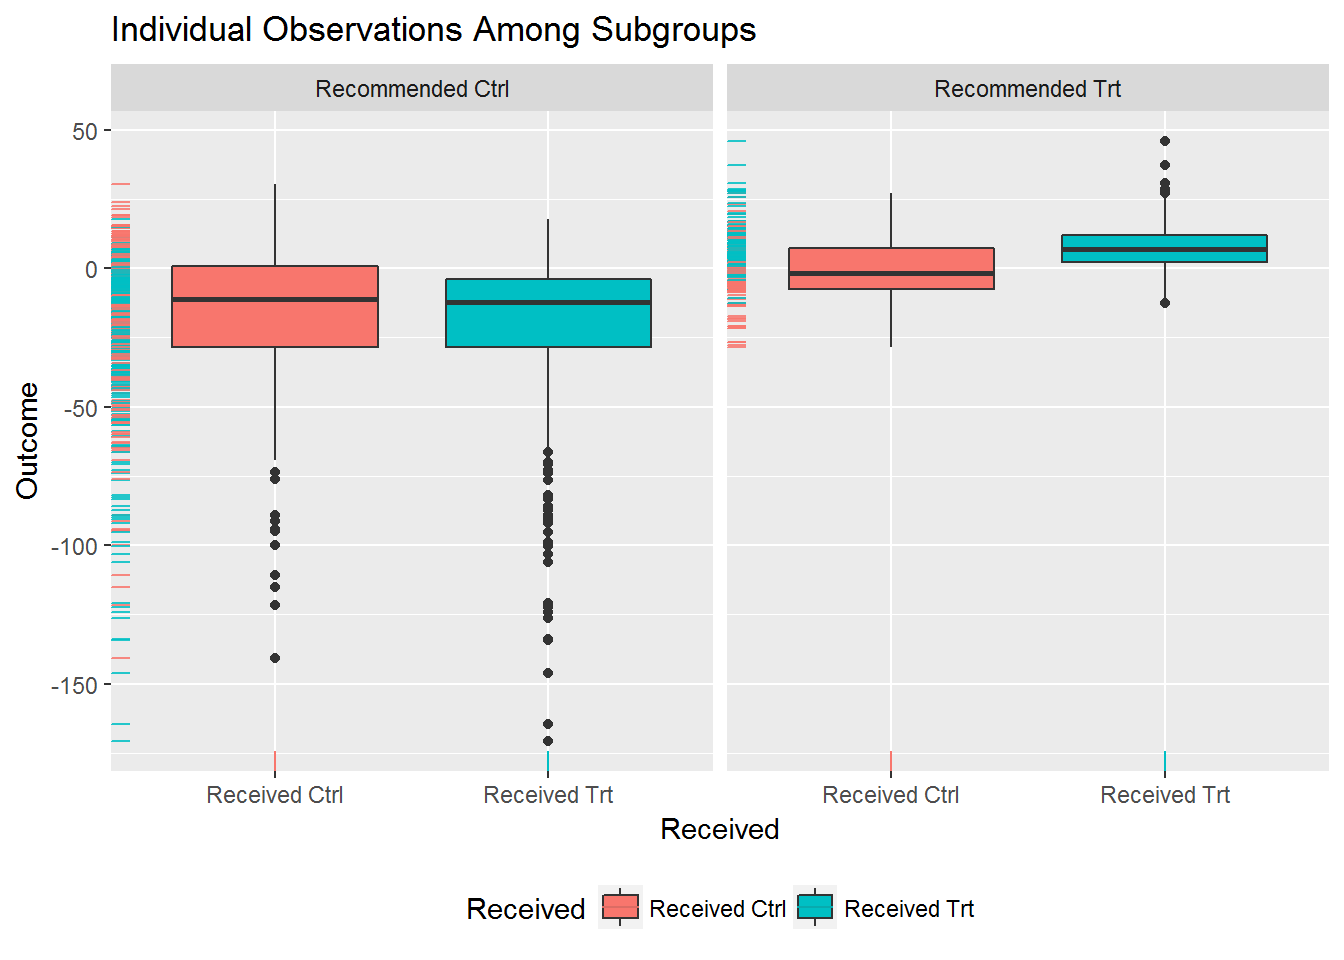 Individual Observations Among Subgroups
Recommended Ctrl
Recommended Trt
50
0
-50
-100
-150
Outcome
Received Ctrl
Received Trt
Received Ctrl
Received Trt
Received
Received
Received Ctrl
Received Trt